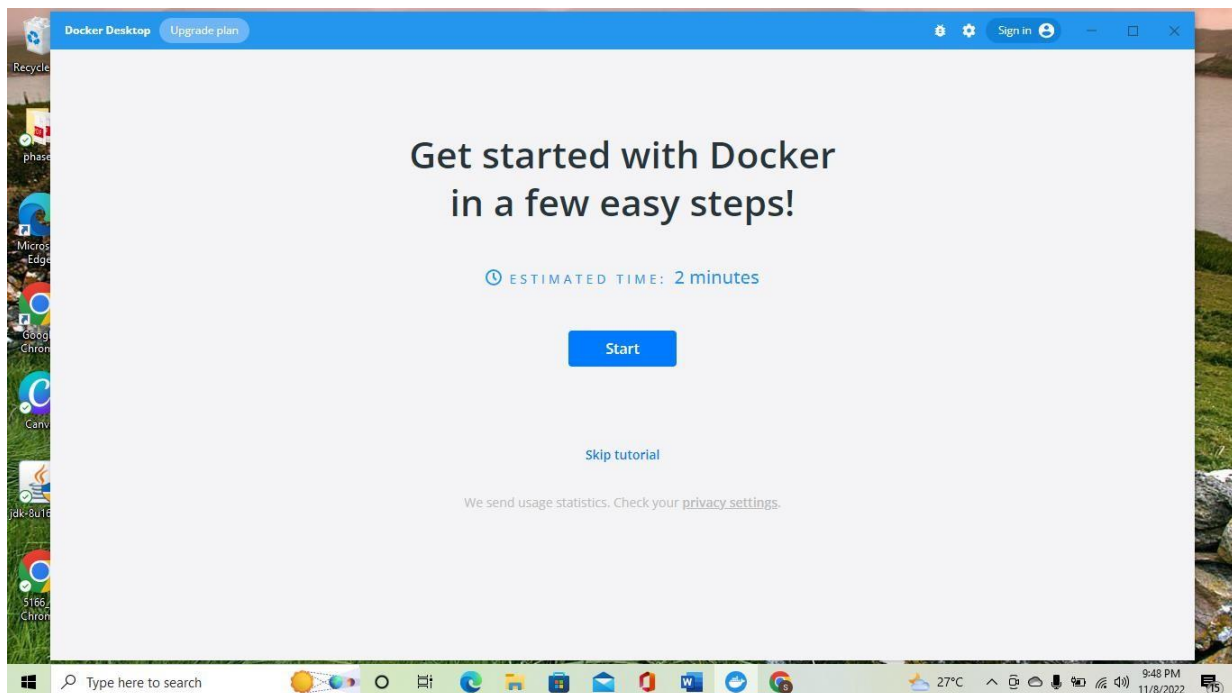 Docker Desktop Upgrade plan Sign in
Recycle
phase
Micros
Edge
Googl
Chron
Canv
jdk-8u16
5166
Chron
Get started with Docker
in a few easy steps!
ESTIMATED TIME: 2 minutes
Start
Skip tutorial
We send usage statistics. Check your privacy settings.
Type here to search
27°C
9:48 PM
11/8/2022